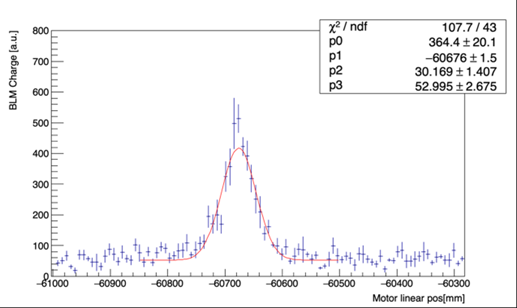 χ² / ndf 107.7 / 43
p0 364.4 ± 20.1
p1 −60676 ± 1.5
p2 30.169 ± 1.407
p3 52.995 ± 2.675
BLM Charge [a.u.]
800
700
600
500
400
300
200
100
0
−61000 −60900 −60800 −60700 −60600 −60500 −60400 −60300
Motor linear pos[mm]